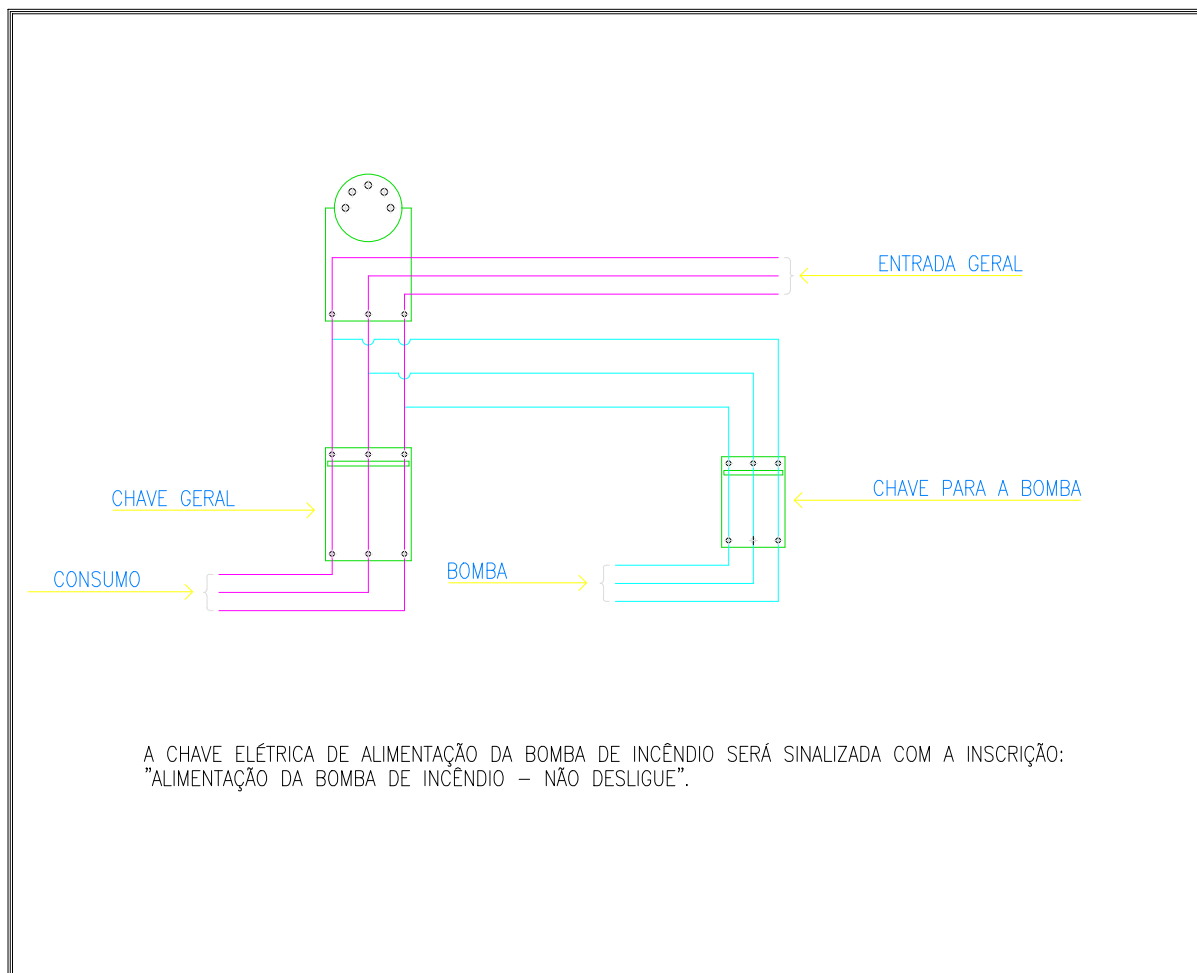 ENTRADA GERAL
CHAVE GERAL
CHAVE PARA A BOMBA
CONSUMO
BOMBA
A CHAVE ELÉTRICA DE ALIMENTAÇÃO DA BOMBA DE INCÊNDIO SERÁ SINALIZADA COM A INSCRIÇÃO:
"ALIMENTAÇÃO DA BOMBA DE INCÊNDIO – NÃO DESLIGUE".